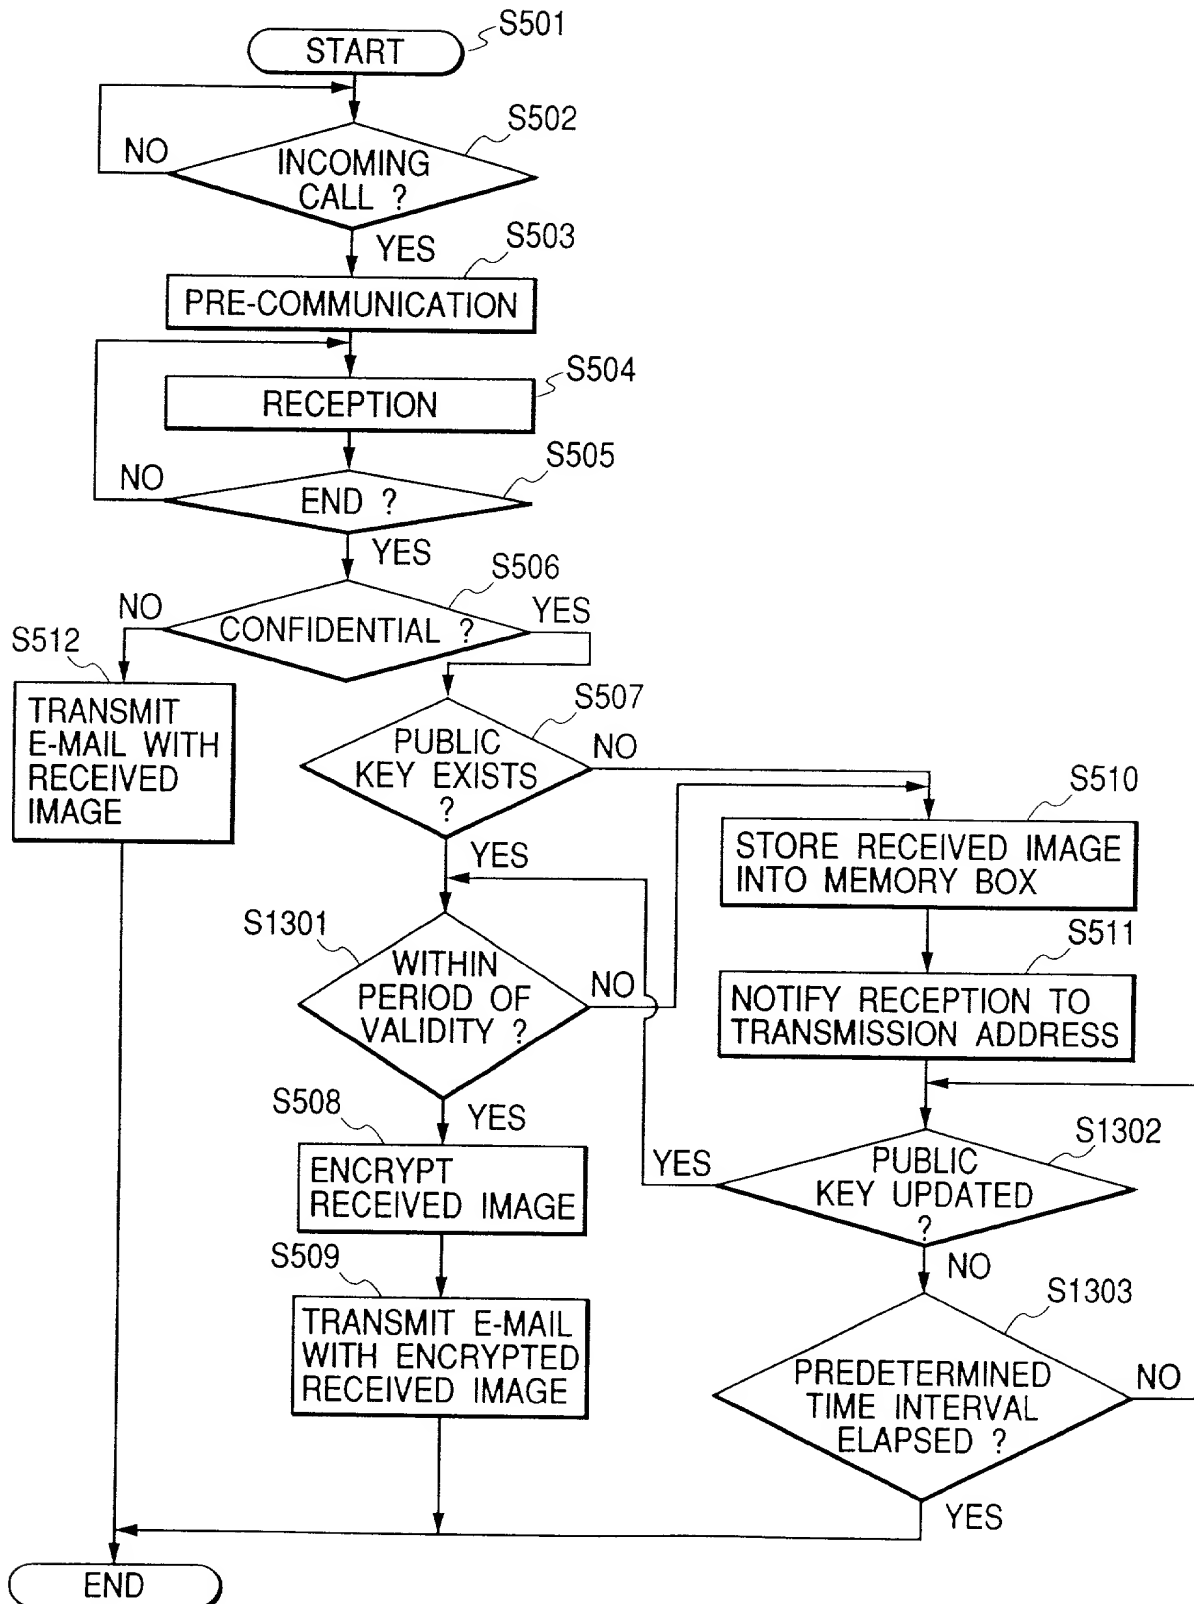 START
S501
S502
NO
INCOMING
CALL ?
YES
S503
PRE-COMMUNICATION
S504
RECEPTION
S505
NO
END ?
YES
S506
NO
YES
CONFIDENTIAL ?
S512
TRANSMIT
E-MAIL WITH
RECEIVED
IMAGE
S507
PUBLIC
KEY EXISTS
?
NO
YES
S510
STORE RECEIVED IMAGE
INTO MEMORY BOX
S1301
WITHIN
PERIOD OF
VALIDITY ?
NO
S511
NOTIFY RECEPTION TO
TRANSMISSION ADDRESS
YES
S508
ENCRYPT
RECEIVED IMAGE
S1302
YES
PUBLIC
KEY UPDATED
?
NO
S509
TRANSMIT E-MAIL
WITH ENCRYPTED
RECEIVED IMAGE
S1303
PREDETERMINED
TIME INTERVAL
ELAPSED ?
NO
YES
END